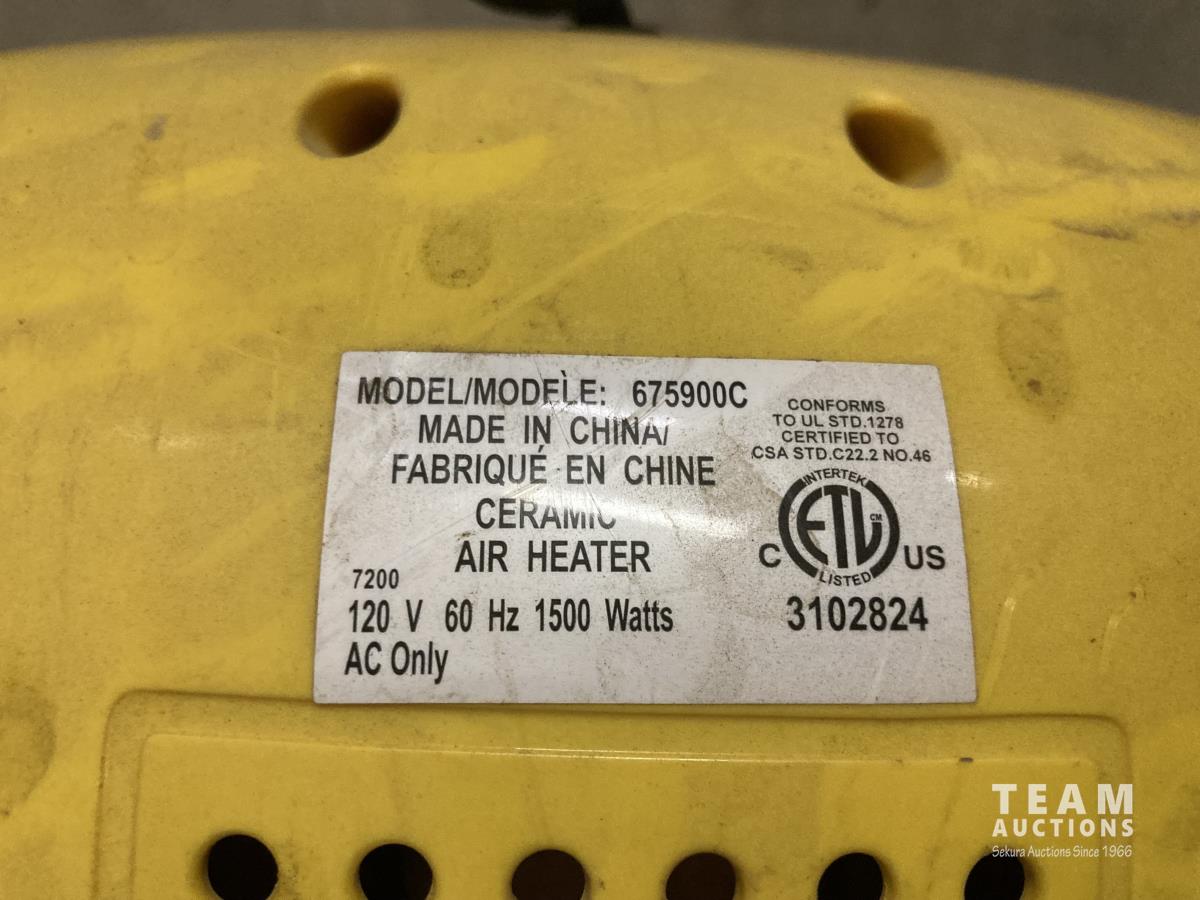 MODEL/MODÈLE: 675900C
MADE IN CHINA/
FABRIQUÉ EN CHINE
CERAMIC
AIR HEATER
7200
120 V 60 Hz 1500 Watts
AC Only
CONFORMS
TO UL STD.1278
CERTIFIED TO
CSA STD.C22.2 NO.46
INTERTEK
ETL CM
C US
LISTED
3102824
TEAM
AUCTIONS
Sekura Auctions Since 1966